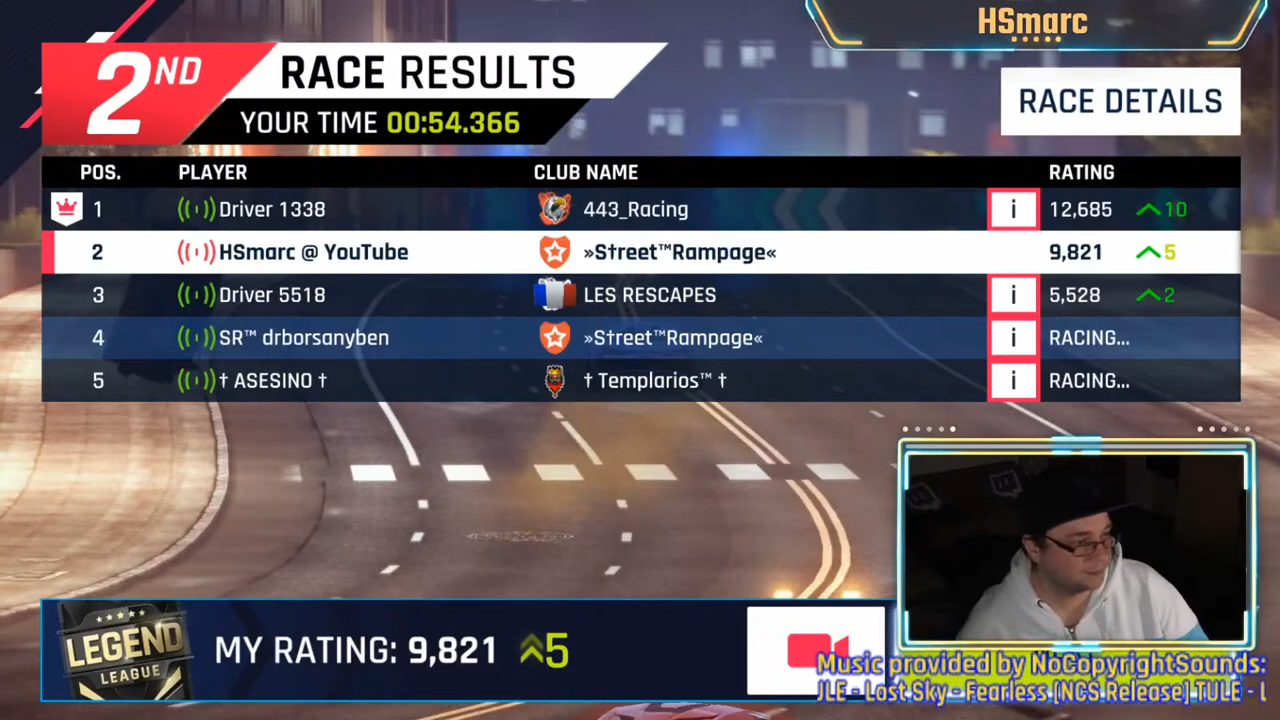 HSmarc
2ND
RACE RESULTS
YOUR TIME 00:54.366
RACE DETAILS
POS. PLAYER CLUB NAME RATING
1 Driver 1338 443_Racing i 12,685 10
2 HSmarc @ YouTube »Street™Rampage« 9,821 5
3 Driver 5518 LES RESCAPES i 5,528 2
4 SR™ drborsanyben »Street™Rampage« i RACING...
5 † ASESINO † † Templarios™ † i RACING...
LEGEND
LEAGUE
MY RATING: 9,821 5
Music provided by NoCopyrightSounds:
JLE - Lost Sky - Fearless [NCS Release] TULE - L